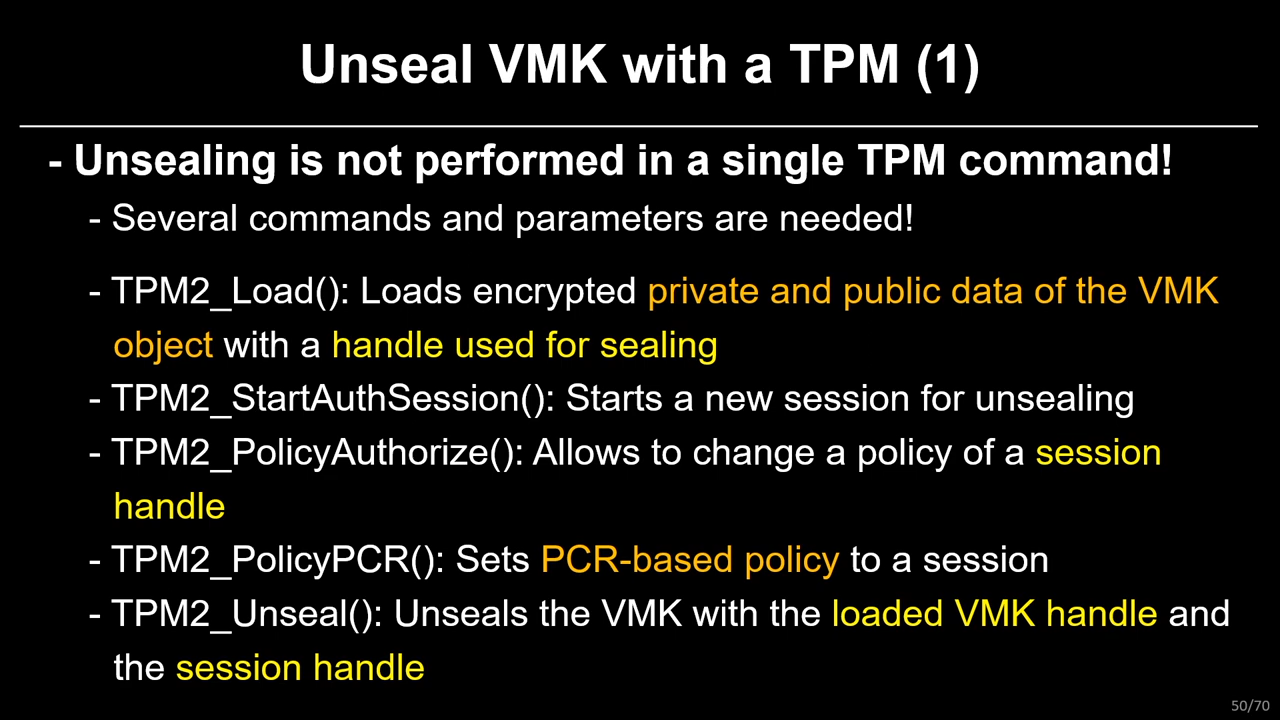 Unseal VMK with a TPM (1)
- Unsealing is not performed in a single TPM command!
- Several commands and parameters are needed!
- TPM2_Load(): Loads encrypted private and public data of the VMK
object with a handle used for sealing
- TPM2_StartAuthSession(): Starts a new session for unsealing
- TPM2_PolicyAuthorize(): Allows to change a policy of a session
handle
- TPM2_PolicyPCR(): Sets PCR-based policy to a session
- TPM2_Unseal(): Unseals the VMK with the loaded VMK handle and
the session handle
50/70